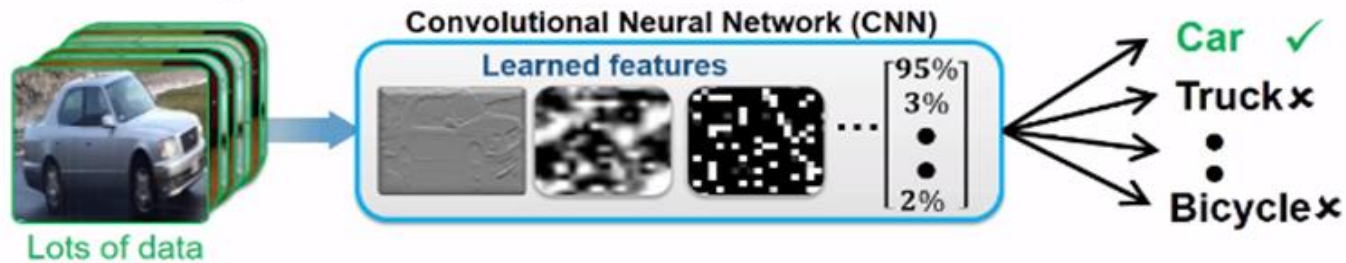 Convolutional Neural Network (CNN)
Learned features
95%
3%
2%
Car ✓
Truck ×
Bicycle ×
Lots of data